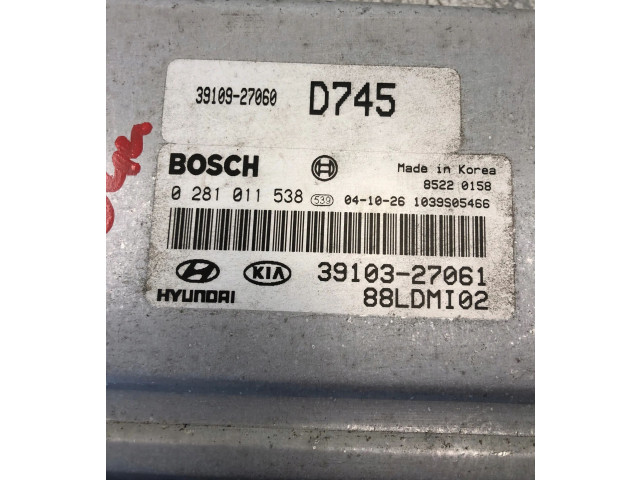 39109-27060 D745
BOSCH
Made in Korea
8522 0158
0 281 011 538 539 04-10-26 1039S05466
HYUNDAI KIA 39103-27061
88LDMI02